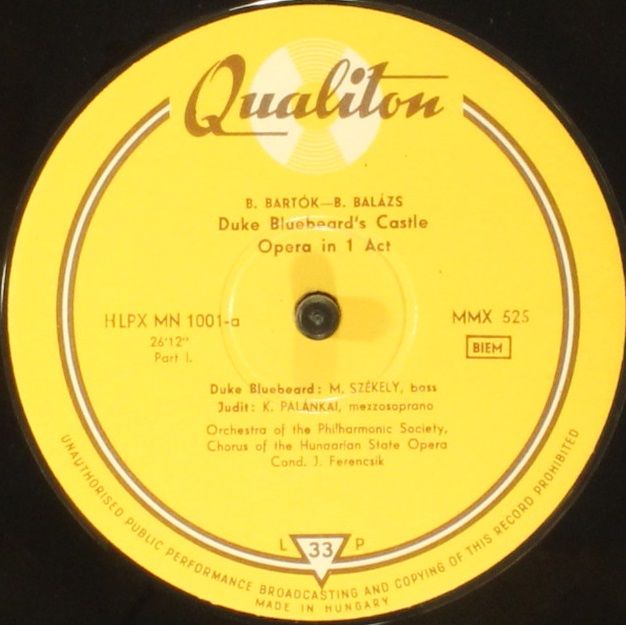 Qualiton
B. BARTÓK—B. BALÁZS
Duke Bluebeard's Castle
Opera in 1 Act
HLPX MN 1001-a
26'12"
Part I.
MMX 525
BIEM
Duke Bluebeard: M. SZÉKELY, bass
Judit: K. PALÁNKAI, mezzosoprano
Orchestra of the Philharmonic Society,
Chorus of the Hungarian State Opera
Cond. J. Ferencsik
L 33 P
UNAUTHORISED PUBLIC PERFORMANCE BROADCASTING AND COPYING OF THIS RECORD PROHIBITED
MADE IN HUNGARY